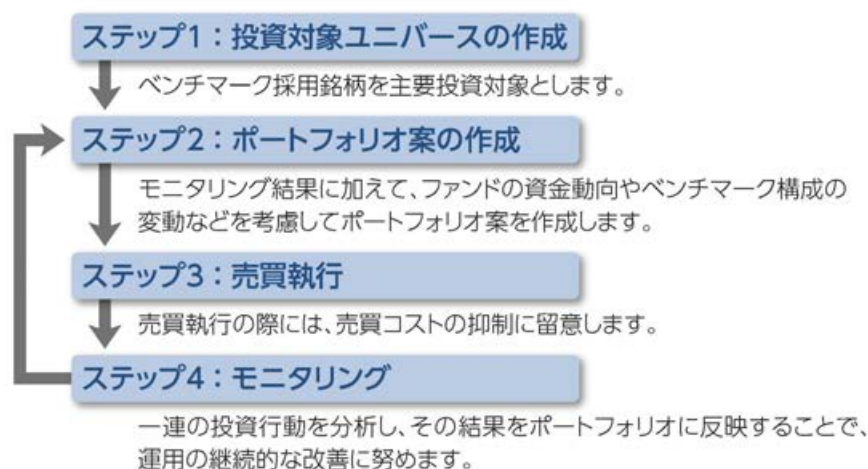 ステップ1：投資対象ユニバースの作成
ベンチマーク採用銘柄を主要投資対象とします。
ステップ2：ポートフォリオ案の作成
モニタリング結果に加えて、ファンドの資金動向やベンチマーク構成の
変動などを考慮してポートフォリオ案を作成します。
ステップ3：売買執行
売買執行の際には、売買コストの抑制に留意します。
ステップ4：モニタリング
一連の投資行動を分析し、その結果をポートフォリオに反映することで、
運用の継続的な改善に努めます。